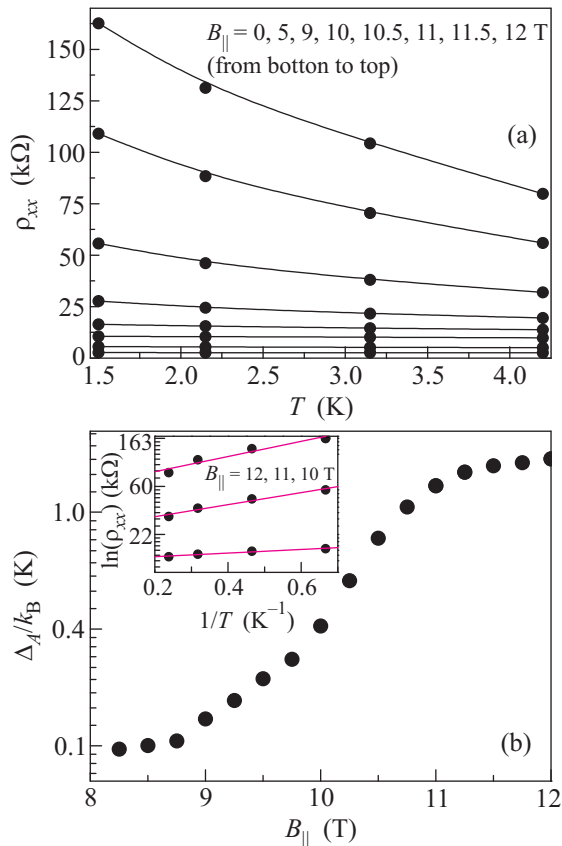 B|| = 0, 5, 9, 10, 10.5, 11, 11.5, 12 T
(from botton to top)
(a)
150
125
100
75
50
25
0
ρxx (kΩ)
1.5 2.0 2.5 3.0 3.5 4.0
T (K)
163
60
22
ln(ρxx) (kΩ)
B|| = 12, 11, 10 T
0.2 0.4 0.6
1/T (K⁻¹)
1.0
0.4
0.1
ΔA/kB (K)
(b)
8 9 10 11 12
B|| (T)